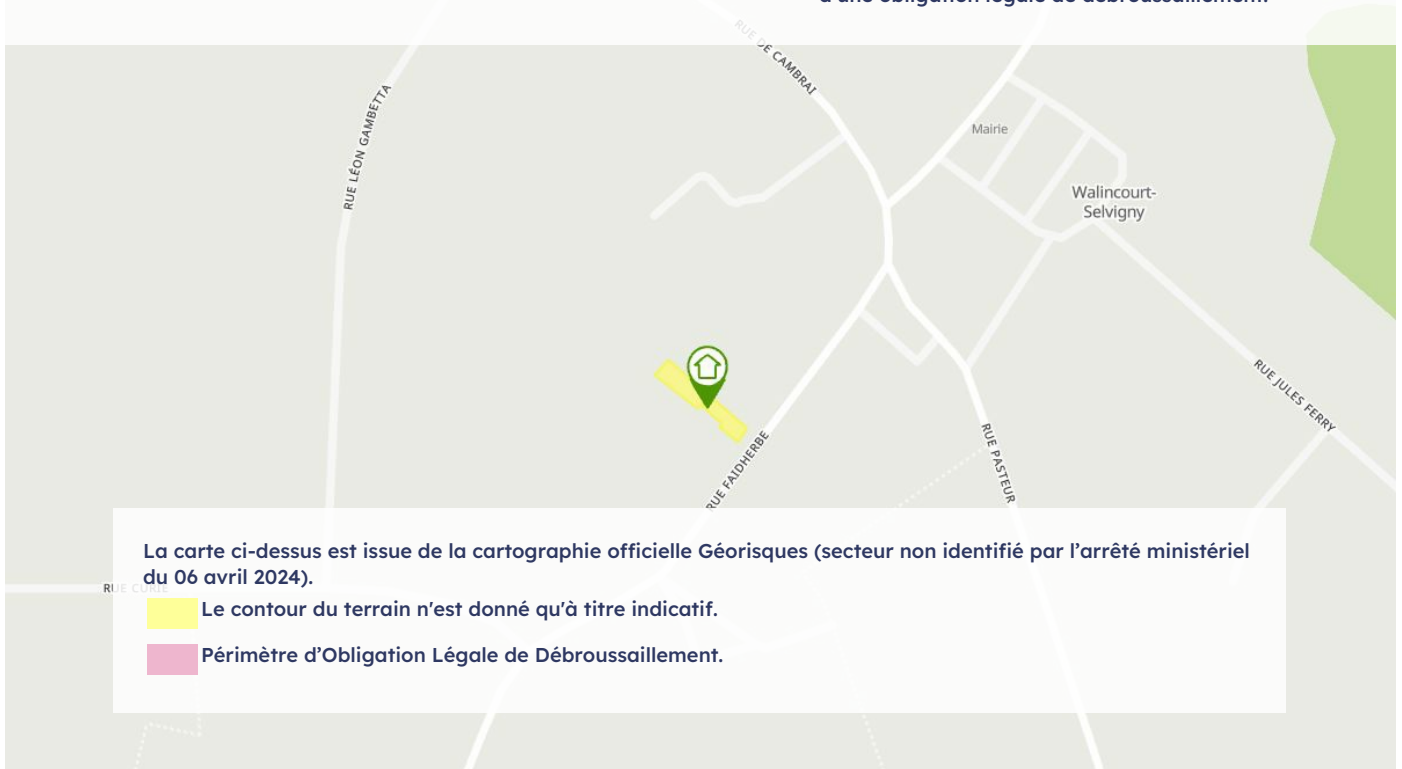 d'une obligation légale de débroussaillement.
RUE DE CAMBRAI
RUE LÉON GAMBETTA
Mairie
Walincourt-
Selvigny
RUE JULES FERRY
RUE PASTEUR
RUE FAIDHERBE
La carte ci-dessus est issue de la cartographie officielle Géorisques (secteur non identifié par l'arrêté ministériel
du 06 avril 2024).
RUE CURIE
Le contour du terrain n'est donné qu'à titre indicatif.
Périmètre d'Obligation Légale de Débroussaillement.